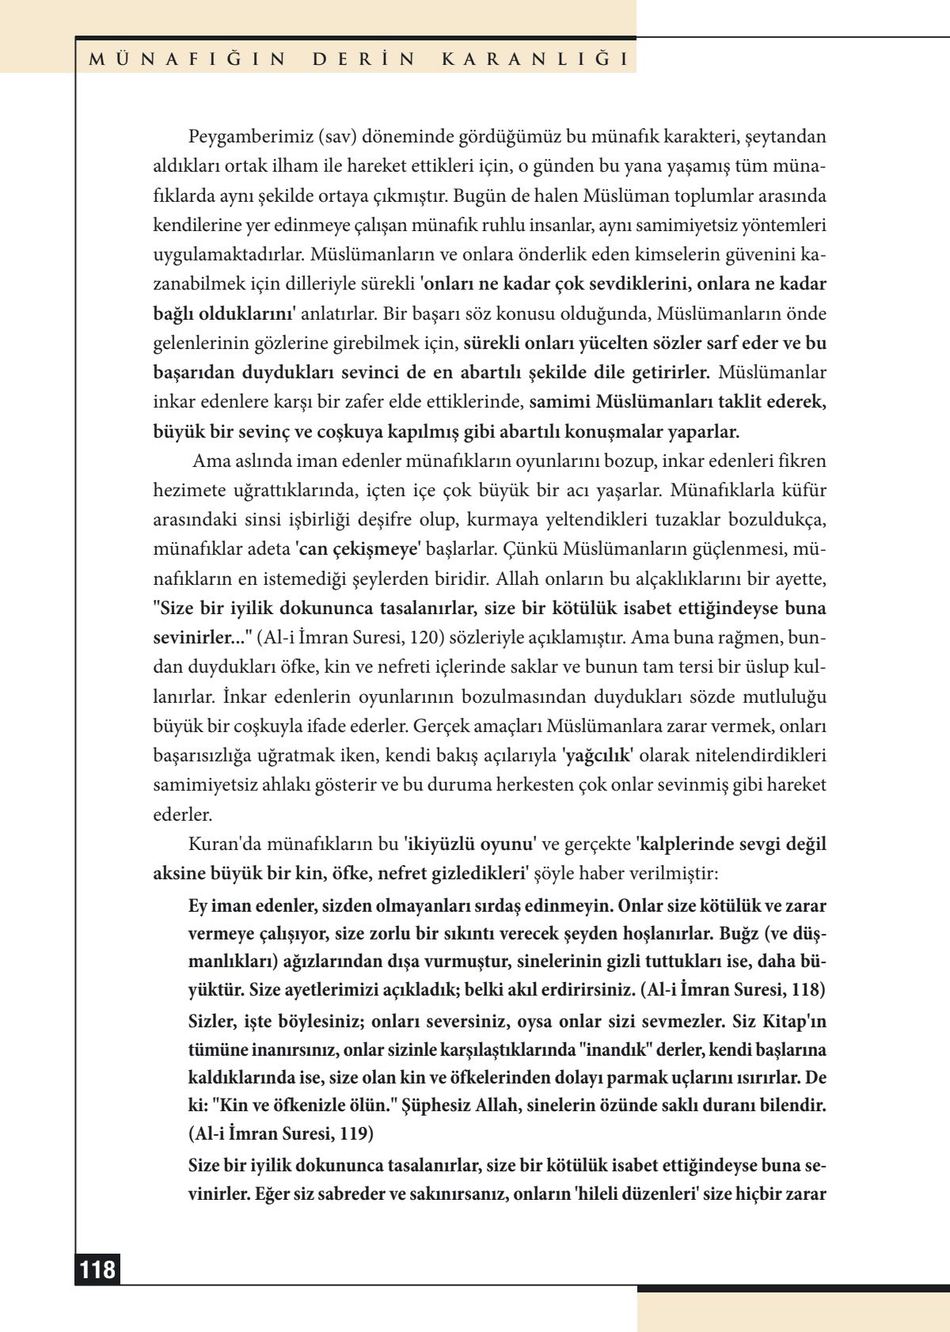 MÜNAFIĞIN DERİN KARANLIĞI
Peygamberimiz (sav) döneminde gördüğümüz bu münafık karakteri, şeytandan
aldıkları ortak ilham ile hareket ettikleri için, o günden bu yana yaşamış tüm müna-
fıklarda aynı şekilde ortaya çıkmıştır. Bugün de halen Müslüman toplumlar arasında
kendilerine yer edinmeye çalışan münafık ruhlu insanlar, aynı samimiyetsiz yöntemleri
uygulamaktadırlar. Müslümanların ve onlara önderlik eden kimselerin güvenini ka-
zanabilmek için dilleriyle sürekli 'onları ne kadar çok sevdiklerini, onlara ne kadar
bağlı olduklarını' anlatırlar. Bir başarı söz konusu olduğunda, Müslümanların önde
gelenlerinin gözlerine girebilmek için, sürekli onları yücelten sözler sarf eder ve bu
başarıdan duydukları sevinci de en abartılı şekilde dile getirirler. Müslümanlar
inkar edenlere karşı bir zafer elde ettiklerinde, samimi Müslümanları taklit ederek,
büyük bir sevinç ve coşkuya kapılmış gibi abartılı konuşmalar yaparlar.
Ama aslında iman edenler münafıkların oyunlarını bozup, inkar edenleri fikren
hezimete uğrattıklarında, içten içe çok büyük bir acı yaşarlar. Münafıklarla küfür
arasındaki sinsi işbirliği deşifre olup, kurmaya yeltendikleri tuzaklar bozuldukça,
münafıklar adeta 'can çekişmeye' başlarlar. Çünkü Müslümanların güçlenmesi, mü-
nafıkların en istemediği şeylerden biridir. Allah onların bu alçaklıklarını bir ayette,
"Size bir iyilik dokununca tasalanırlar, size bir kötülük isabet ettiğindeyse buna
sevinirler..." (Al-i İmran Suresi, 120) sözleriyle açıklamıştır. Ama buna rağmen, bun-
dan duydukları öfke, kin ve nefreti içlerinde saklar ve bunun tam tersi bir üslup kul-
lanırlar. İnkar edenlerin oyunlarının bozulmasından duydukları sözde mutluluğu
büyük bir coşkuyla ifade ederler. Gerçek amaçları Müslümanlara zarar vermek, onları
başarısızlığa uğratmak iken, kendi bakış açılarıyla 'yağcılık' olarak nitelendirdikleri
samimiyetsiz ahlakı gösterir ve bu duruma herkesten çok onlar sevinmiş gibi hareket
ederler.
Kuran'da münafıkların bu 'ikiyüzlü oyunu' ve gerçekte 'kalplerinde sevgi değil
aksine büyük bir kin, öfke, nefret gizledikleri' şöyle haber verilmiştir:
Ey iman edenler, sizden olmayanları sırdaş edinmeyin. Onlar size kötülük ve zarar
vermeye çalışıyor, size zorlu bir sıkıntı verecek şeyden hoşlanırlar. Buğz (ve düş-
manlıkları) ağızlarından dışa vurmuştur, sinelerinin gizli tuttukları ise, daha bü-
yüktür. Size ayetlerimizi açıkladık; belki akıl erdirirsiniz. (Al-i İmran Suresi, 118)
Sizler, işte böylesiniz; onları seversiniz, oysa onlar sizi sevmezler. Siz Kitap'ın
tümüne inanırsınız, onlar sizinle karşılaştıklarında "inandık" derler, kendi başlarına
kaldıklarında ise, size olan kin ve öfkelerinden dolayı parmak uçlarını ısırırlar. De
ki: "Kin ve öfkenizle ölün." Şüphesiz Allah, sinelerin özünde saklı duranı bilendir.
(Al-i İmran Suresi, 119)
Size bir iyilik dokununca tasalanırlar, size bir kötülük isabet ettiğindeyse buna se-
vinirler. Eğer siz sabreder ve sakınırsanız, onların 'hileli düzenleri' size hiçbir zarar
118